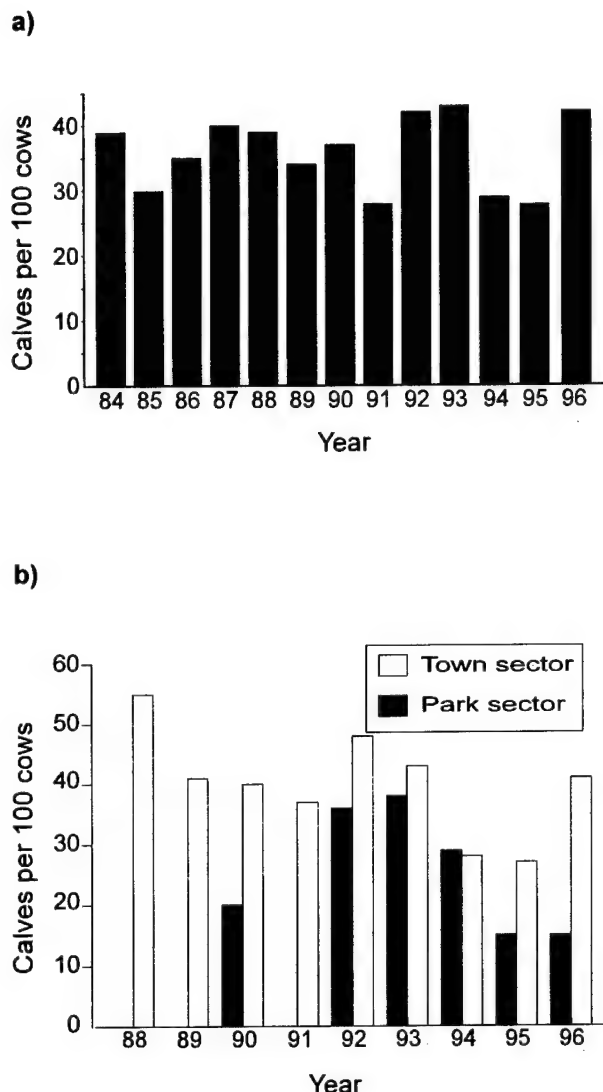 a)
Calves per 100 cows
40
30
20
10
0
84 85 86 87 88 89 90 91 92 93 94 95 96
Year
b)
Town sector
Park sector
Calves per 100 cows
60
50
40
30
20
10
0
88 89 90 91 92 93 94 95 96
Year